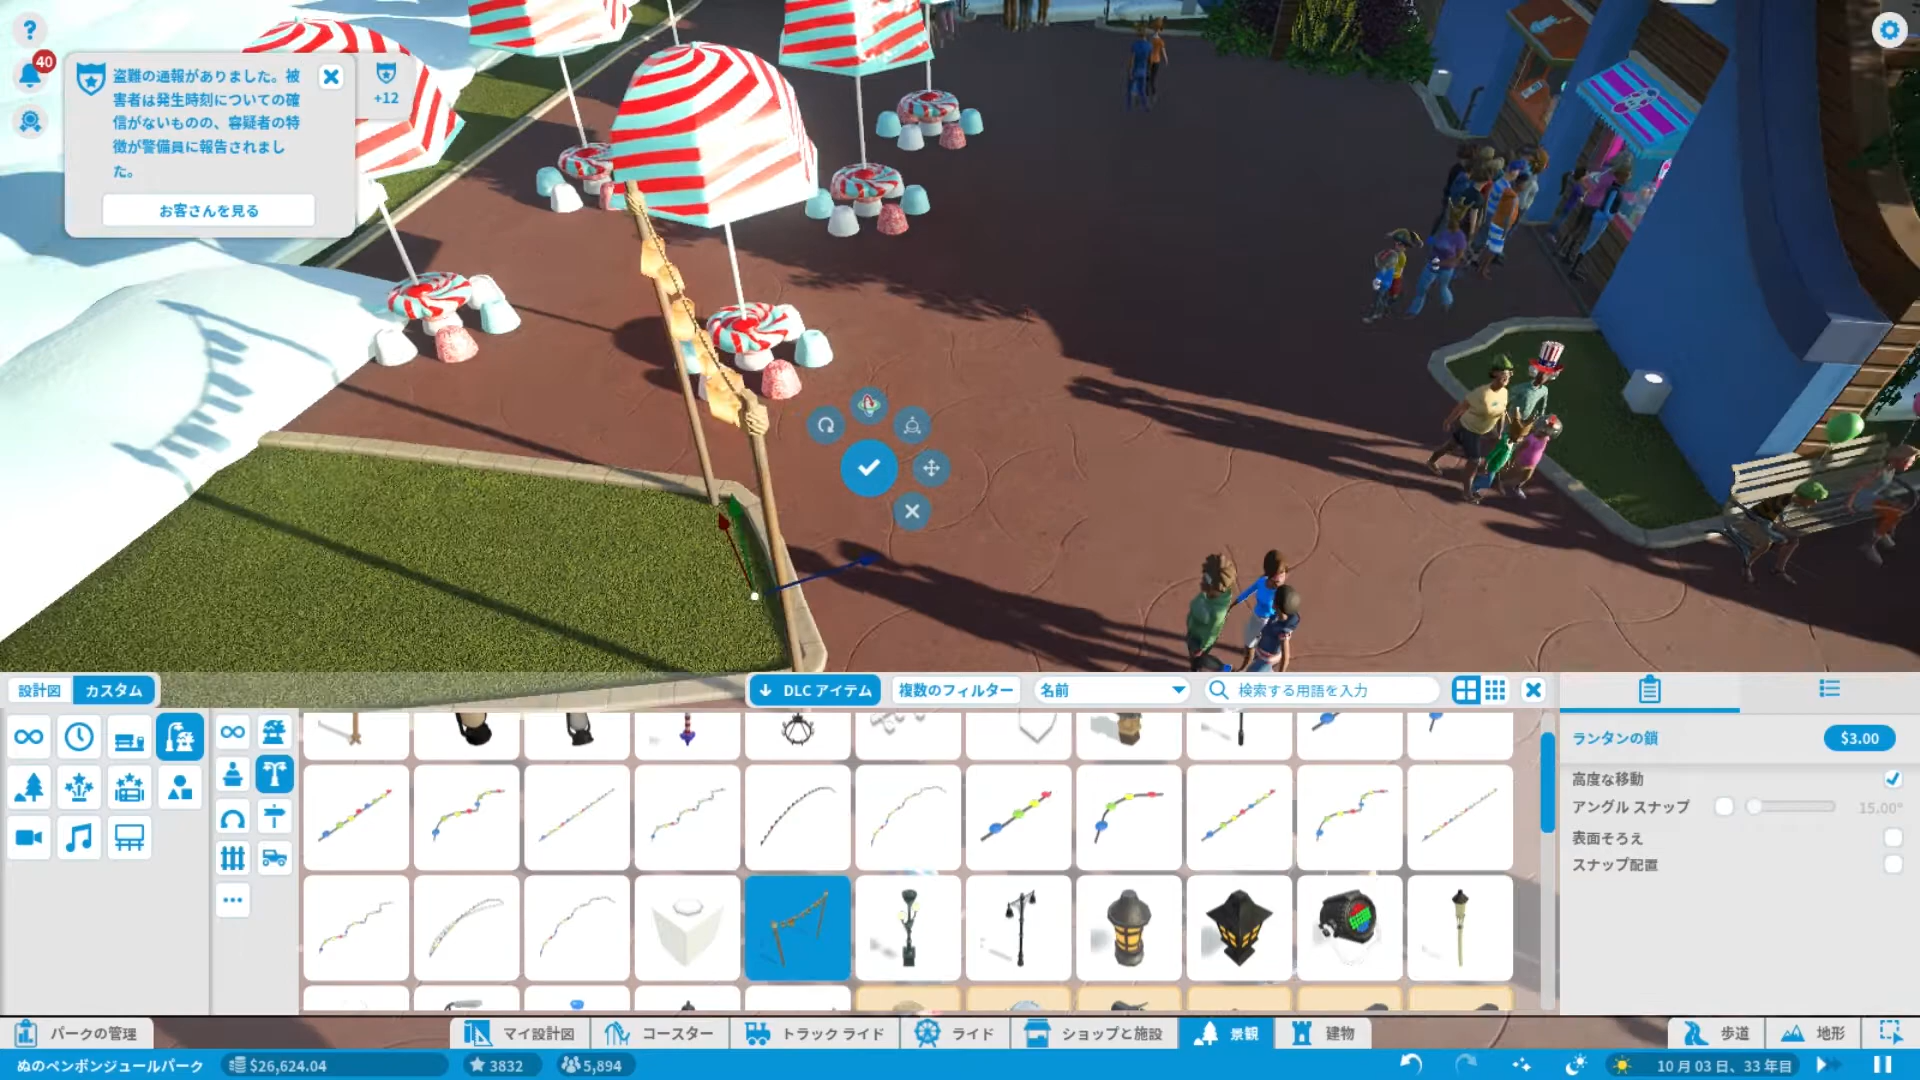 40
盗難の通報がありました。被
害者は発生時刻についての確
信がないものの、容疑者の特
徴が警備員に報告されまし
た。
お客さんを見る
+12
設計図
カスタム
DLC アイテム
複数のフィルター
名前
検索する用語を入力
ランタンの鎖
$3.00
高度な移動
アングル スナップ
15.00°
表面そろえ
スナップ配置
パークの管理
マイ設計図
コースター
トラック ライド
ライド
ショップと施設
景観
建物
歩道
地形
ぬのペンボンジュールパーク
$26,624.04
3832
5,894
10 月 03 日、33 年目